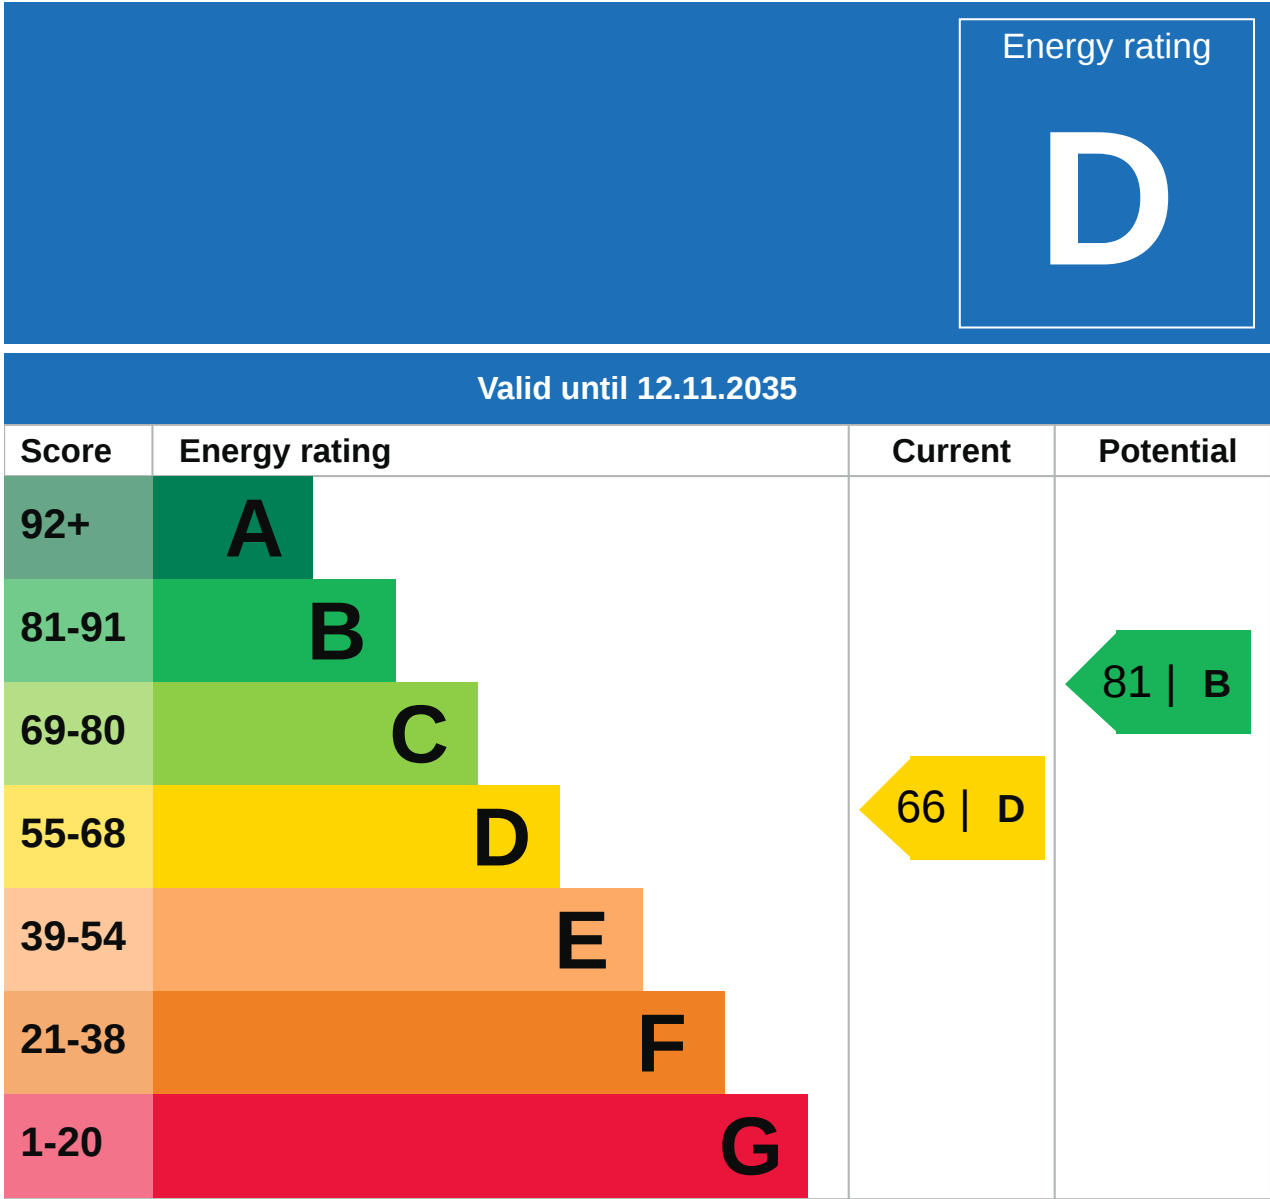 Energy rating
D
Valid until 12.11.2035
Score Energy rating Current Potential
92+ A
81-91 B
81 | B
69-80 C
55-68 D
66 | D
39-54 E
21-38 F
1-20 G